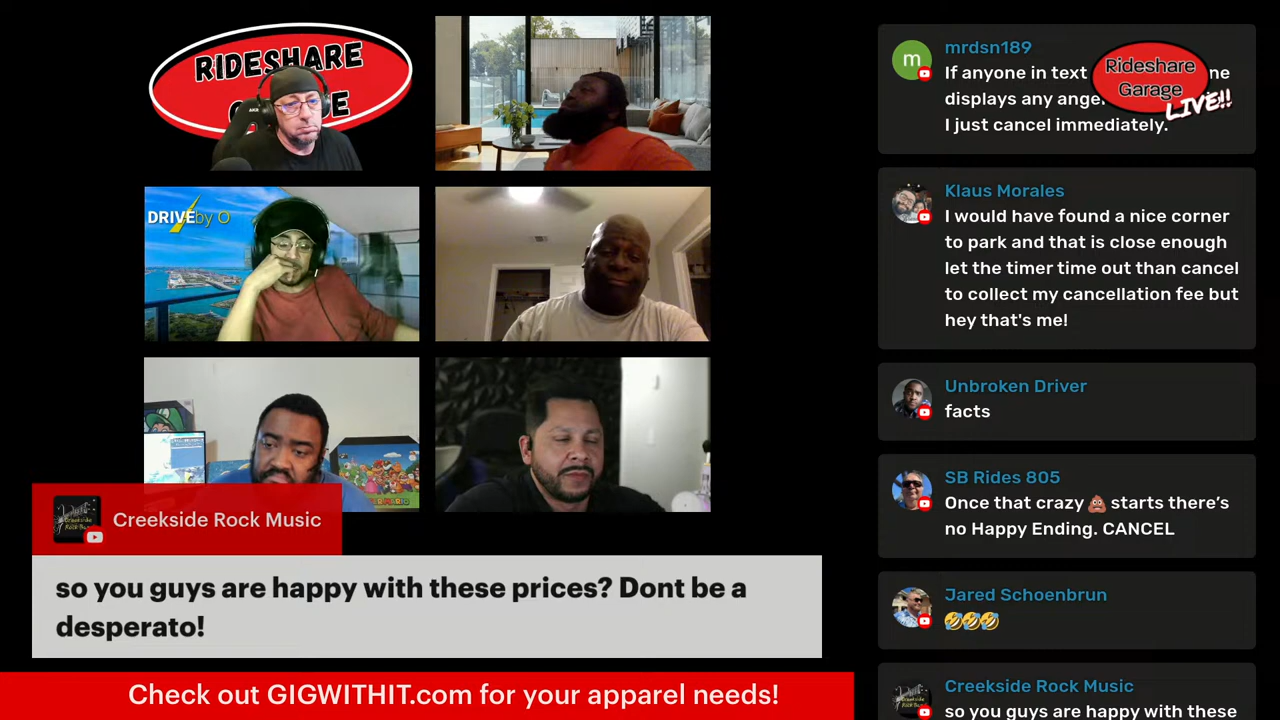 RIDESHARE
DRIVE by O
Creekside Rock Music
so you guys are happy with these prices? Dont be a
desperato!
Check out GIGWITHIT.com for your apparel needs!
Rideshare
Garage
LIVE!!
m
mrdsn189
If anyone in text
displays any
I just cancel immediately.
Klaus Morales
I would have found a nice corner
to park and that is close enough
let the timer time out than cancel
to collect my cancellation fee but
hey that's me!
Unbroken Driver
facts
SB Rides 805
Once that crazy 💩 starts there’s
no Happy Ending. CANCEL
Jared Schoenbrun
🤣🤣🤣
Creekside Rock Music
so you guys are happy with these